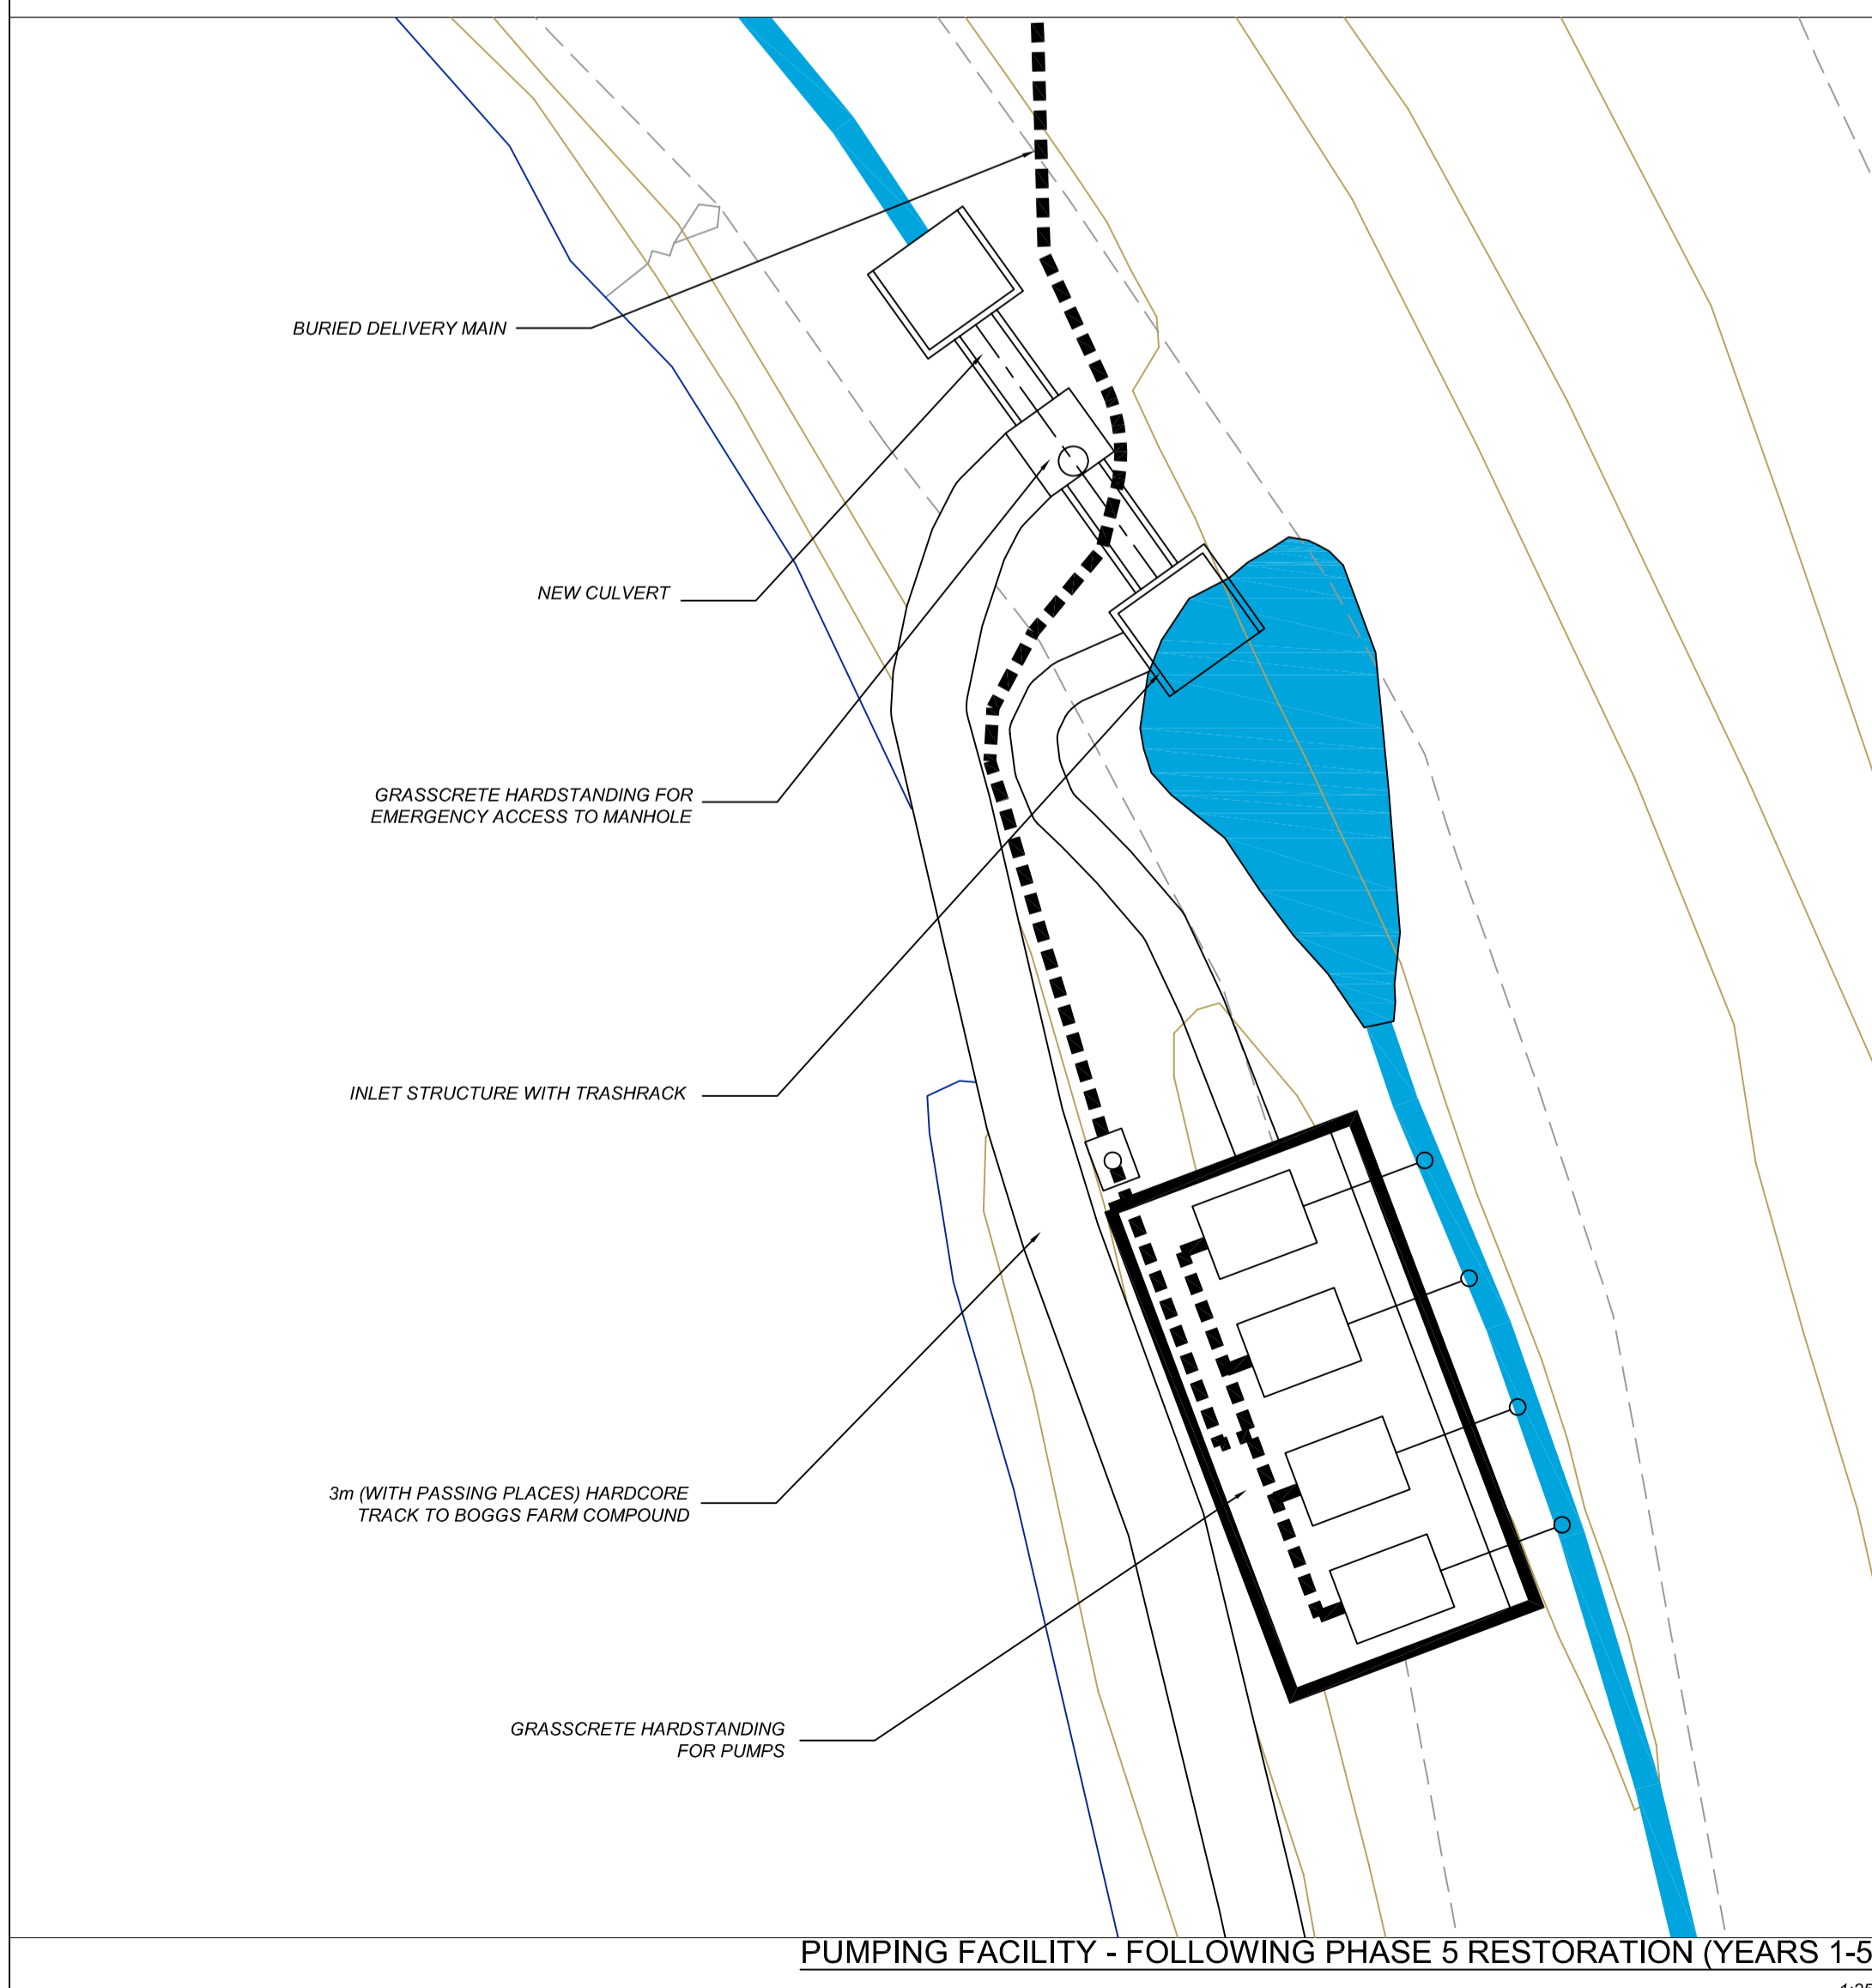 BURIED DELIVERY MAIN
NEW CULVERT
GRASSCRETE HARDSTANDING FOR
EMERGENCY ACCESS TO MANHOLE
INLET STRUCTURE WITH TRASHRACK
3m (WITH PASSING PLACES) HARDCORE
TRACK TO BOGGS FARM COMPOUND
GRASSCRETE HARDSTANDING
FOR PUMPS
PUMPING FACILITY - FOLLOWING PHASE 5 RESTORATION (YEARS 1-5